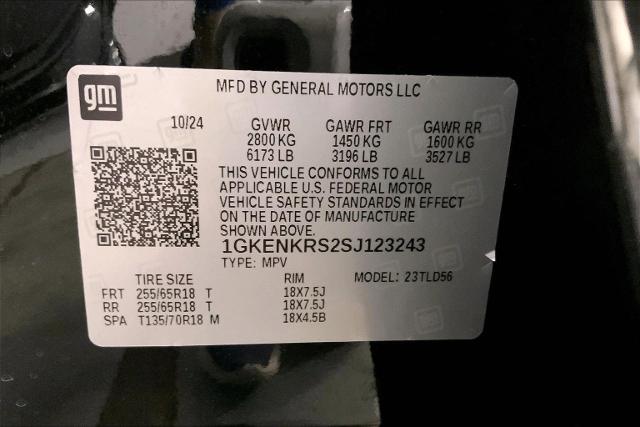 gm
MFD BY GENERAL MOTORS LLC
10/24 GVWR GAWR FRT GAWR RR
2800 KG 1450 KG 1600 KG
6173 LB 3196 LB 3527 LB
THIS VEHICLE CONFORMS TO ALL
APPLICABLE U.S. FEDERAL MOTOR
VEHICLE SAFETY STANDARDS IN EFFECT
ON THE DATE OF MANUFACTURE
SHOWN ABOVE.
1GKENKRS2SJ123243
TYPE: MPV
TIRE SIZE RIM MODEL: 23TLD56
FRT 255/65R18 T 18X7.5J
RR 255/65R18 T 18X7.5J
SPA T135/70R18 M 18X4.5B